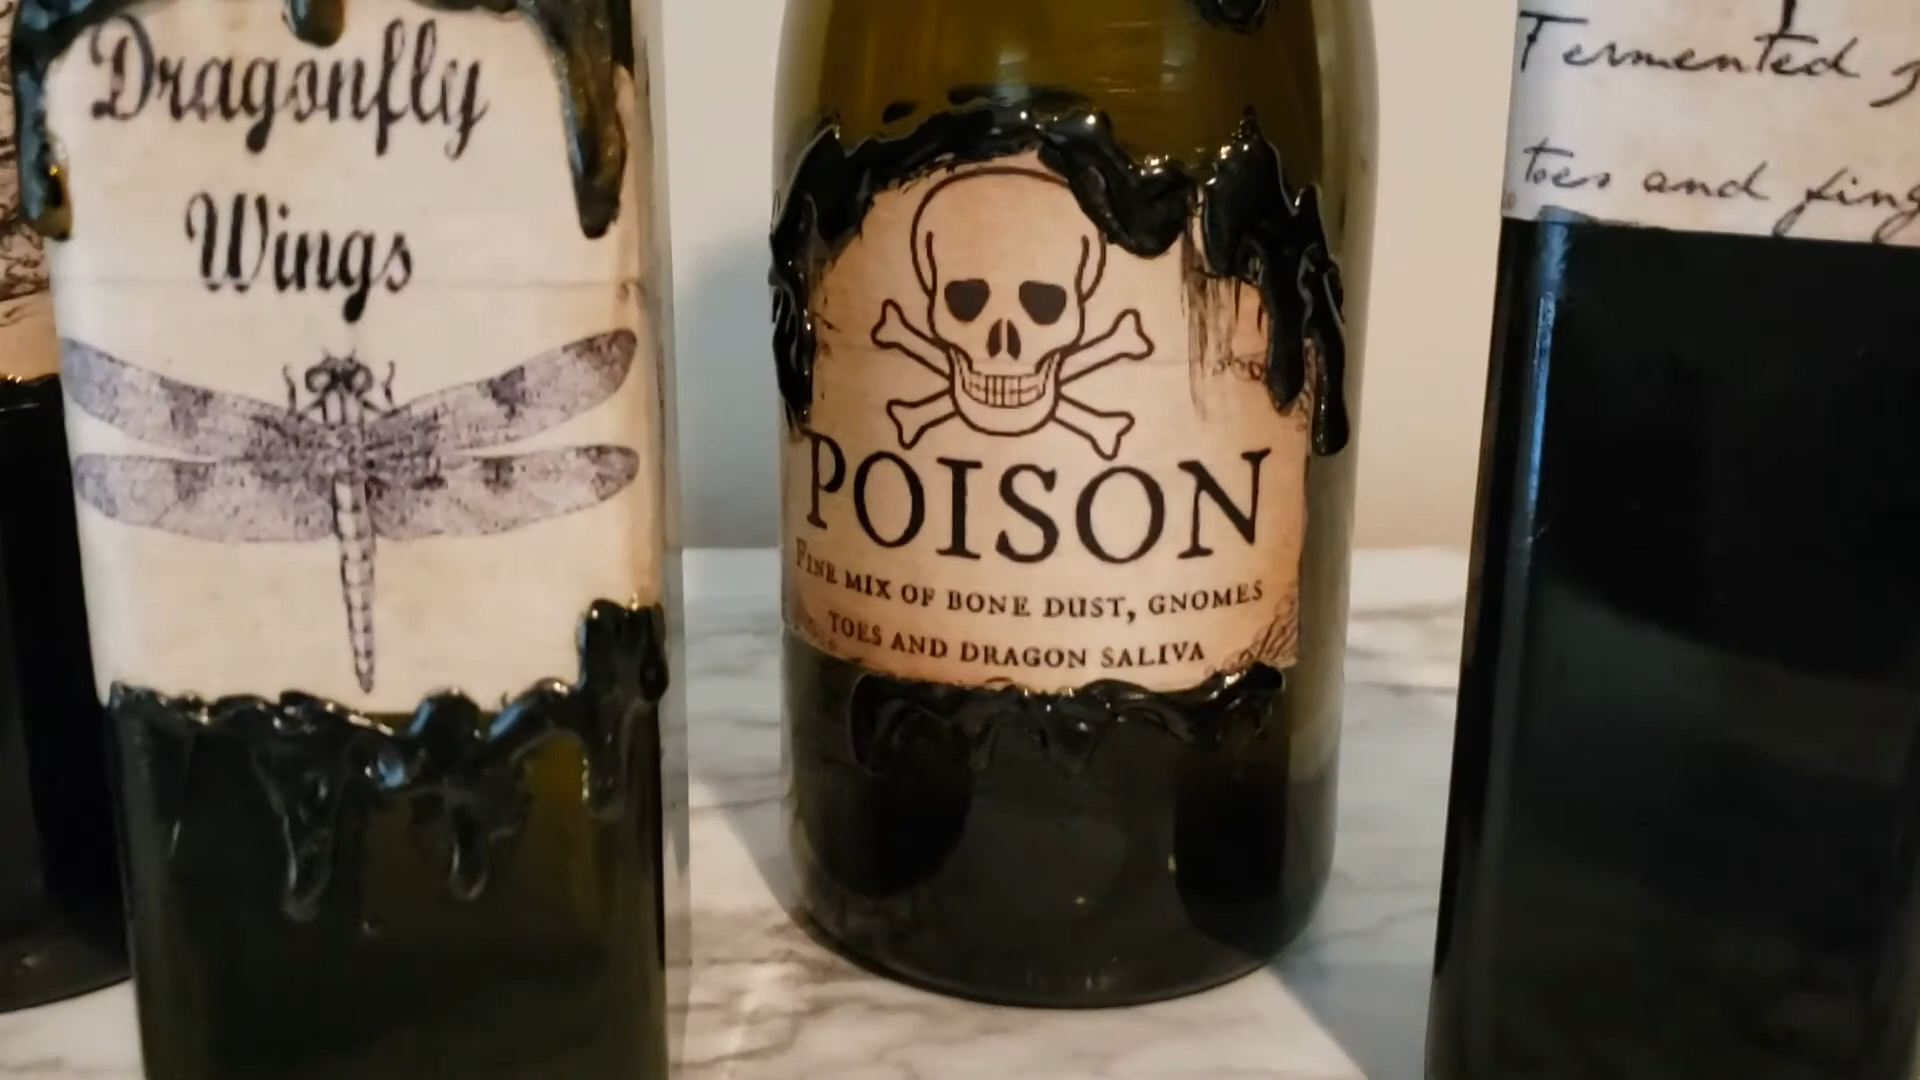 Dragonfly
Wings
POISON
FINE MIX OF BONE DUST, GNOMES
TOES AND DRAGON SALIVA
Fermented
toes and